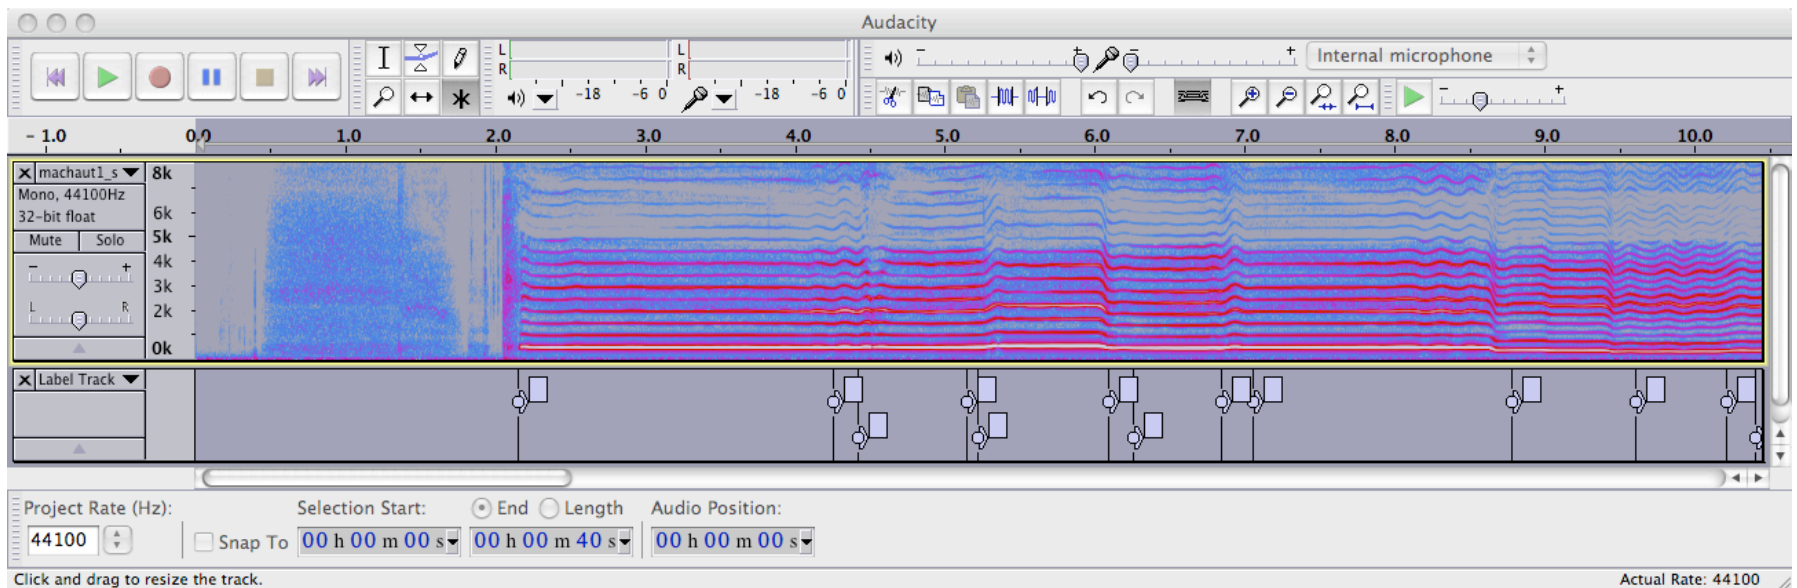 Audacity
L
R
-18 -6 0
L
R
-18 -6 0
- + - +
Internal microphone
- +
- 1.0 0.0 1.0 2.0 3.0 4.0 5.0 6.0 7.0 8.0 9.0 10.0
machaut1_s
Mono, 44100Hz
32-bit float
Mute Solo
- +
L R
8k
6k
5k
4k
3k
2k
0k
Label Track
Project Rate (Hz):
44100
Snap To
Selection Start:
End Length
Audio Position:
00 h 00 m 00 s
00 h 00 m 40 s
00 h 00 m 00 s
Click and drag to resize the track.
Actual Rate: 44100